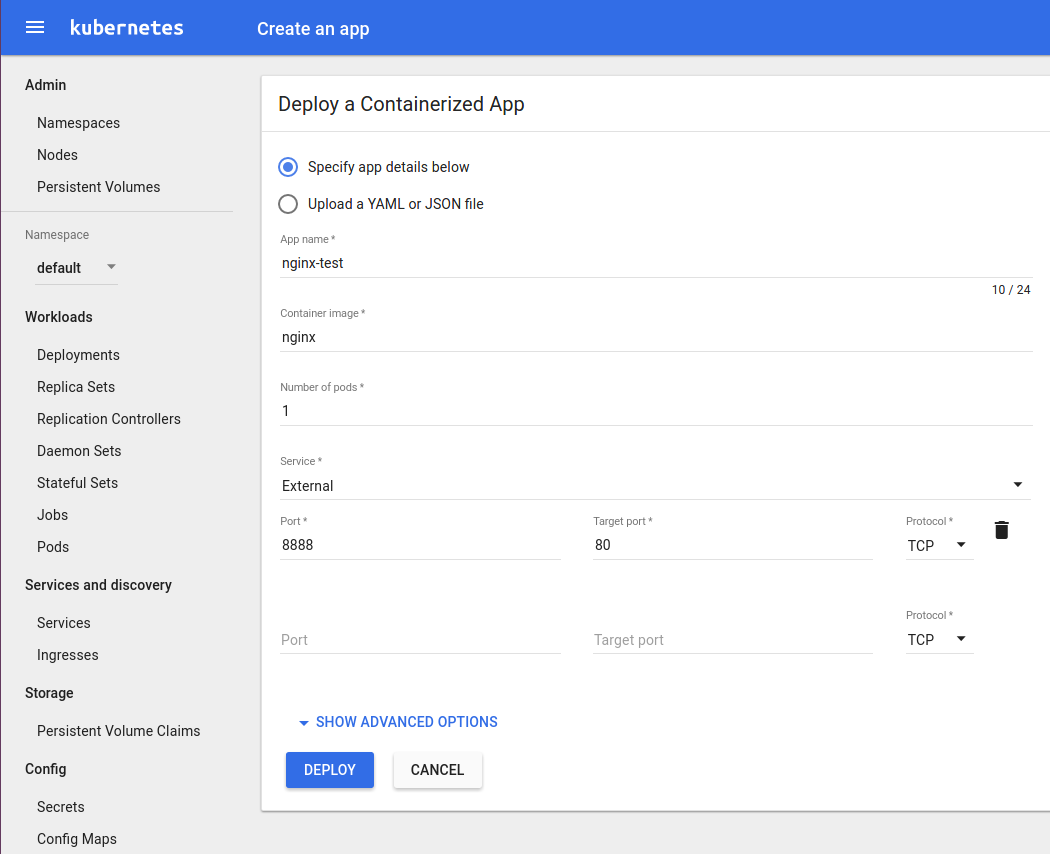 kubernetes
Create an app
Admin
Namespaces
Nodes
Persistent Volumes
Namespace
default
Workloads
Deployments
Replica Sets
Replication Controllers
Daemon Sets
Stateful Sets
Jobs
Pods
Services and discovery
Services
Ingresses
Storage
Persistent Volume Claims
Config
Secrets
Config Maps
Deploy a Containerized App
Specify app details below
Upload a YAML or JSON file
App name *
nginx-test
10 / 24
Container image *
nginx
Number of pods *
1
Service *
External
Port * Target port * Protocol *
8888 80 TCP
Protocol *
Port Target port TCP
SHOW ADVANCED OPTIONS
DEPLOY CANCEL